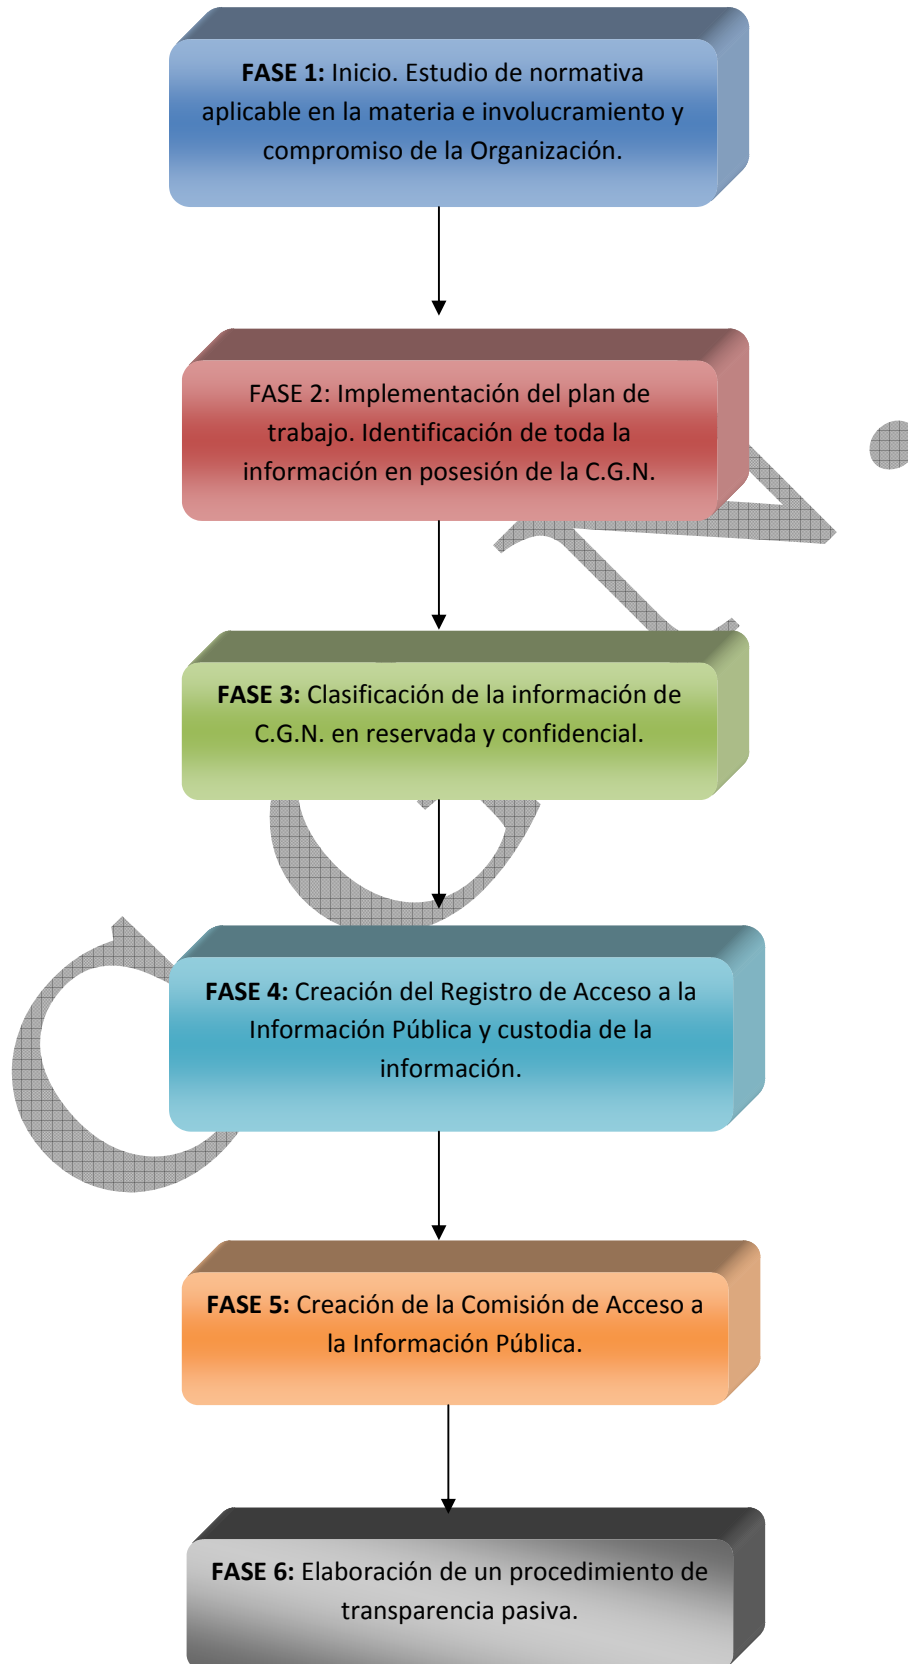 FASE 1: Inicio. Estudio de normativa
aplicable en la materia e involucramiento y
compromiso de la Organización.
FASE 2: Implementación del plan de
trabajo. Identificación de toda la
información en posesión de la C.G.N.
FASE 3: Clasificación de la información de
C.G.N. en reservada y confidencial.
FASE 4: Creación del Registro de Acceso a la
Información Pública y custodia de la
información.
FASE 5: Creación de la Comisión de Acceso a
la Información Pública.
FASE 6: Elaboración de un procedimiento de
transparencia pasiva.